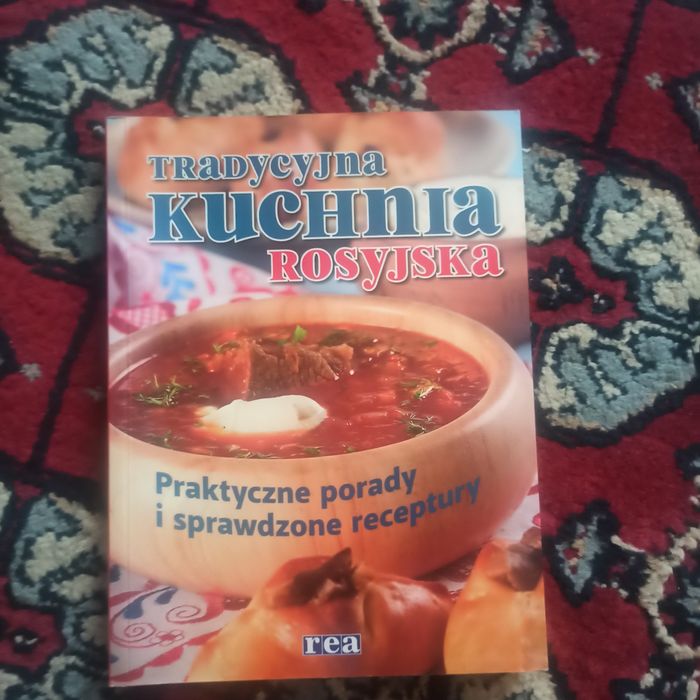 Tradycyjna
Kuchnia
Rosyjska
Praktyczne porady
i sprawdzone receptury
rea